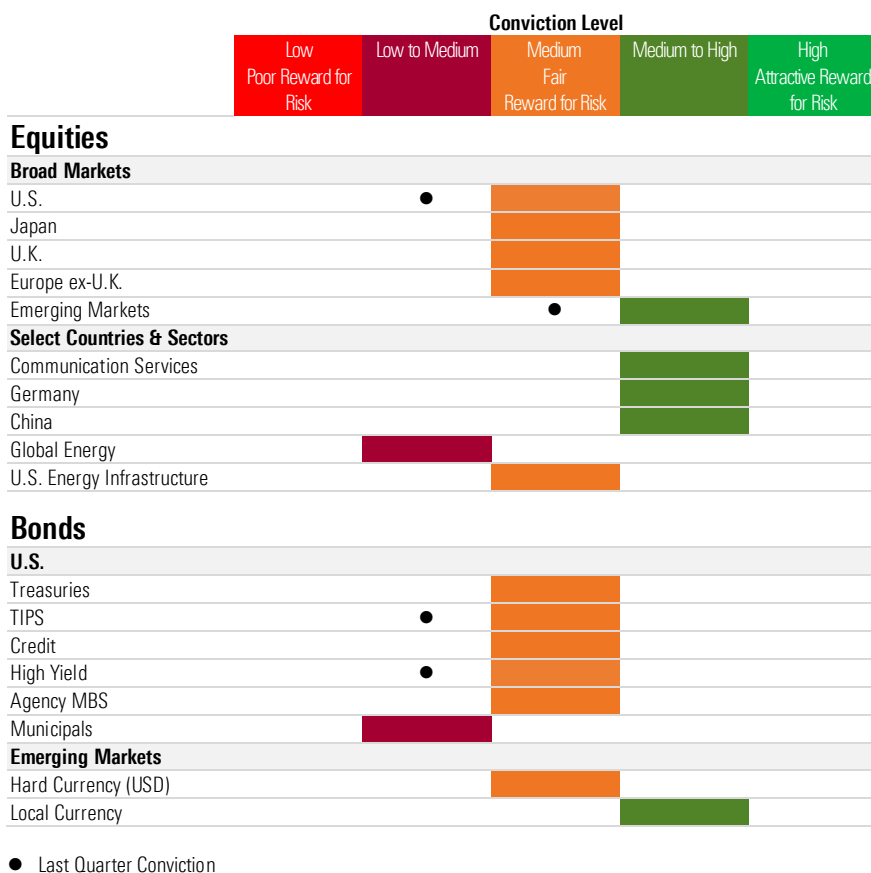 Conviction Level
Low
Poor Reward for
Risk
Low to Medium
Medium
Fair
Reward for Risk
Medium to High
High
Attractive Reward
for Risk
Equities
Broad Markets
U.S.
Japan
U.K.
Europe ex-U.K.
Emerging Markets
Select Countries & Sectors
Communication Services
Germany
China
Global Energy
U.S. Energy Infrastructure
Bonds
U.S.
Treasuries
TIPS
Credit
High Yield
Agency MBS
Municipals
Emerging Markets
Hard Currency (USD)
Local Currency
● Last Quarter Conviction